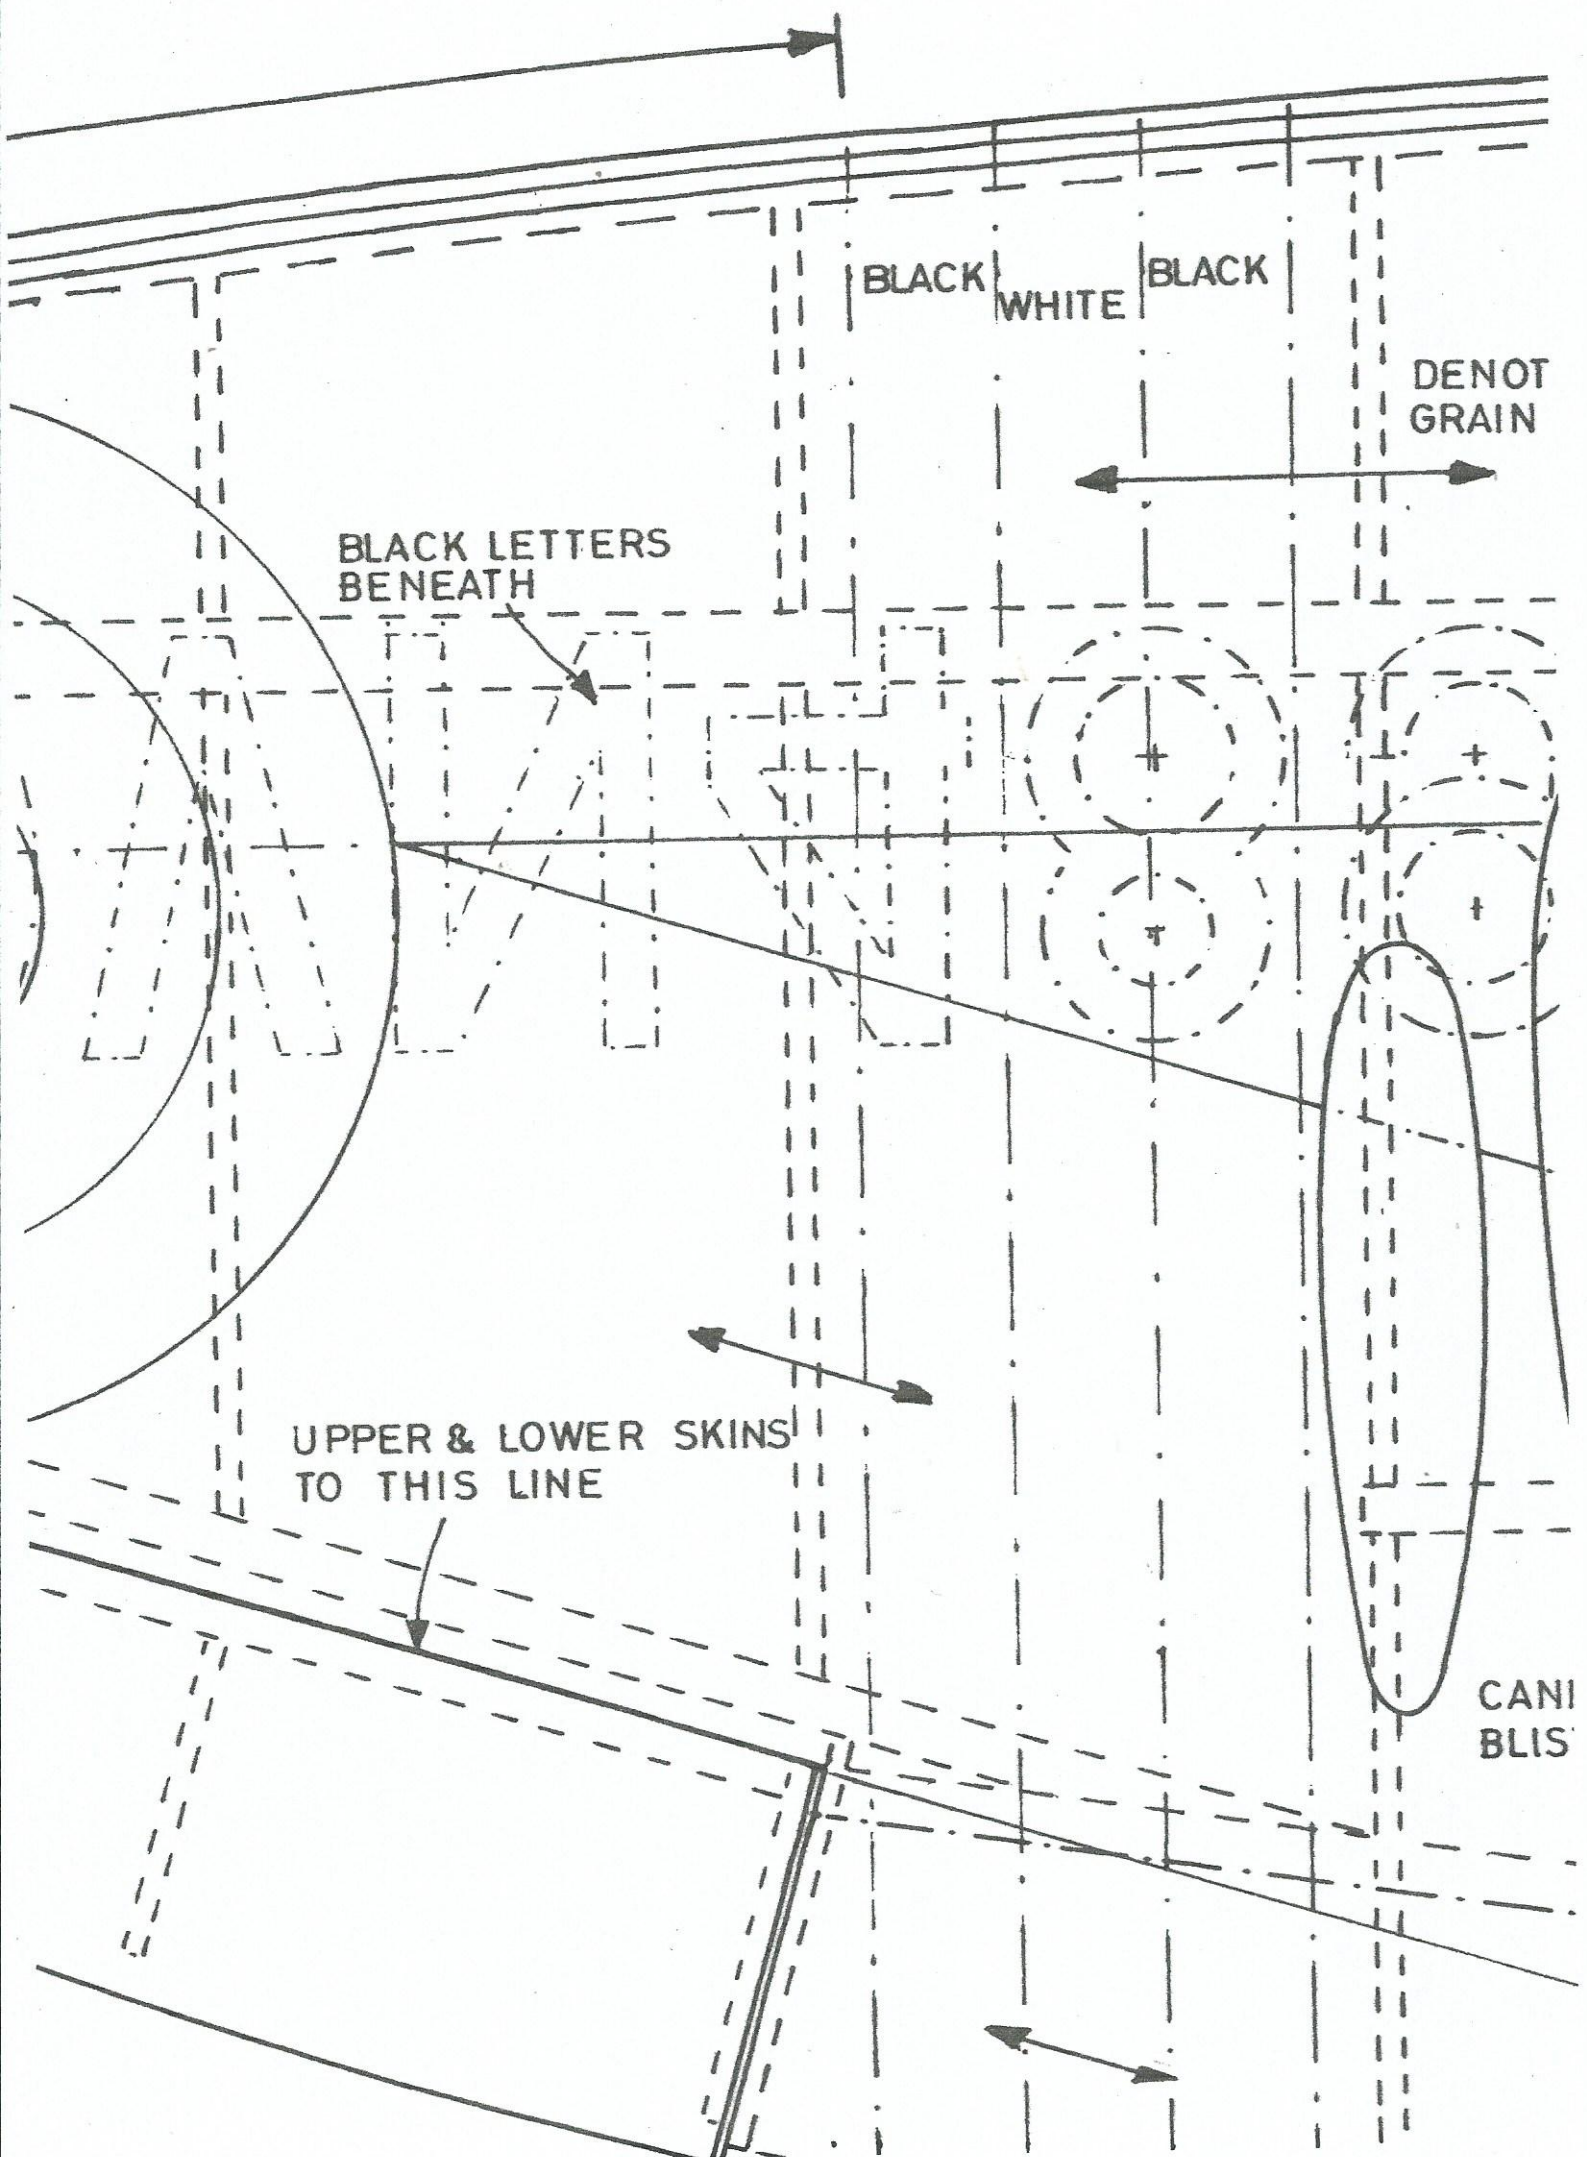 BLACK
WHITE
BLACK
DENOT
GRAIN
BLACK LETTERS
BENEATH
UPPER & LOWER SKINS
TO THIS LINE
CANI
BLIS